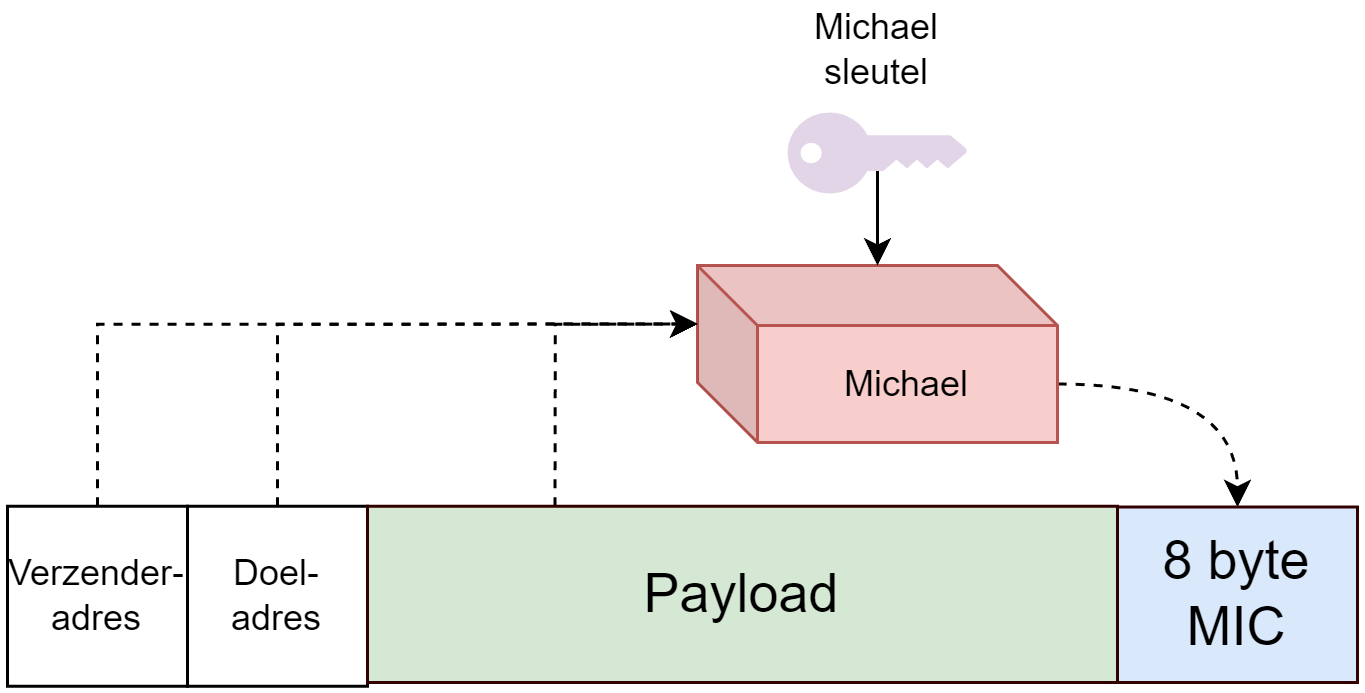 Michael
sleutel
Michael
Verzender-
adres
Doel-
adres
Payload
8 byte
MIC